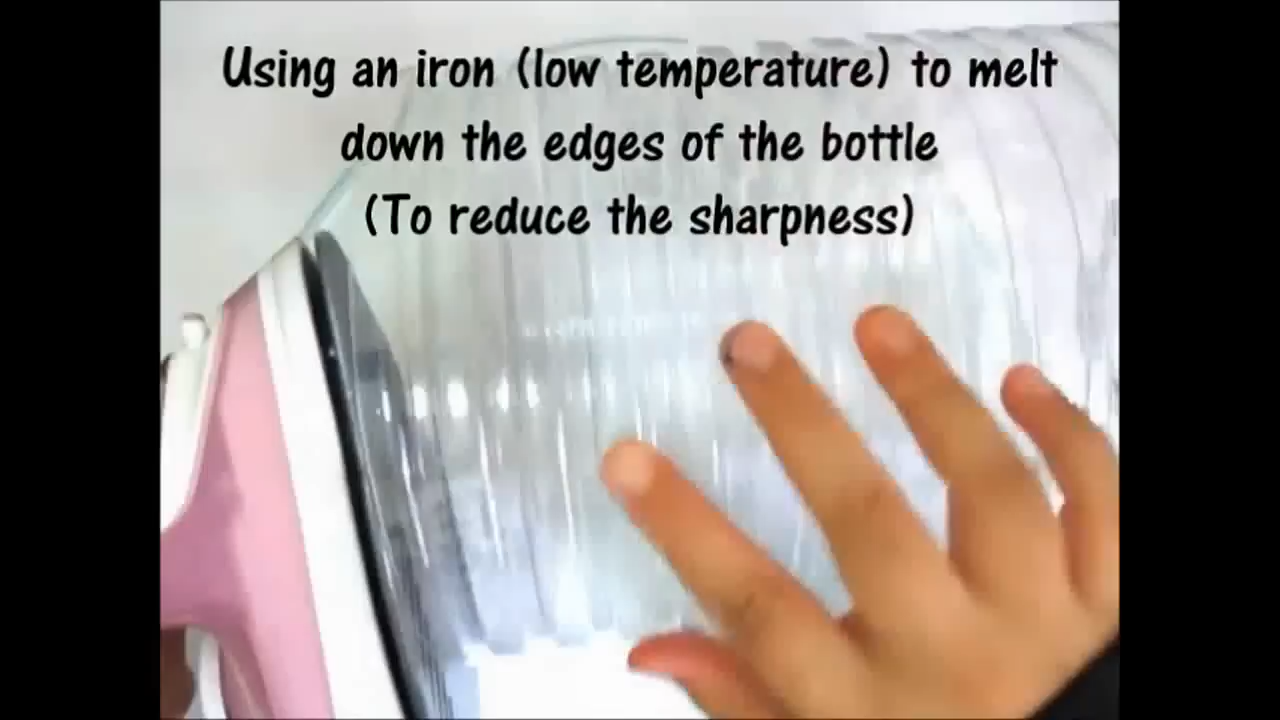 Using an iron (low temperature) to melt
down the edges of the bottle
(To reduce the sharpness)